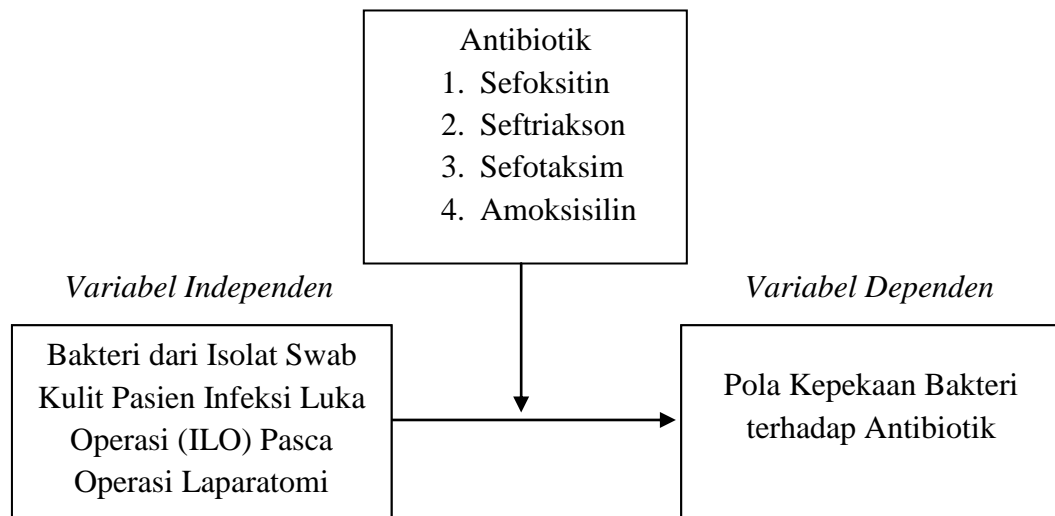 Antibiotik
1. Sefoksitin
2. Seftriakson
3. Sefotaksim
4. Amoksisilin
Variabel Independen
Variabel Dependen
Bakteri dari Isolat Swab
Kulit Pasien Infeksi Luka
Operasi (ILO) Pasca
Operasi Laparatomi
Pola Kepekaan Bakteri
terhadap Antibiotik